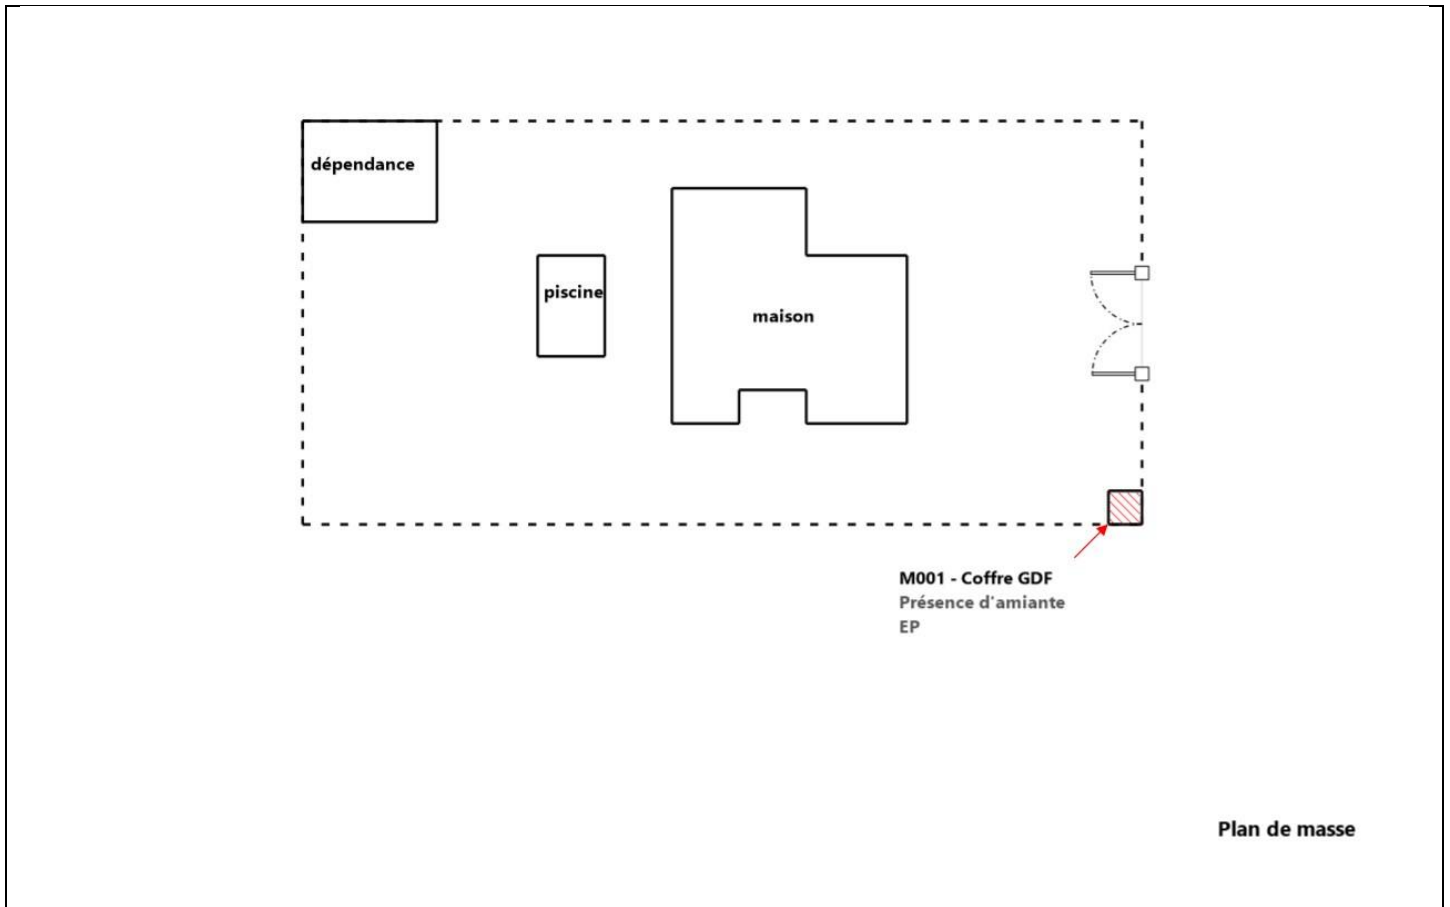 dépendance
piscine
maison
M001 - Coffre GDF
Présence d'amiante
EP
Plan de masse